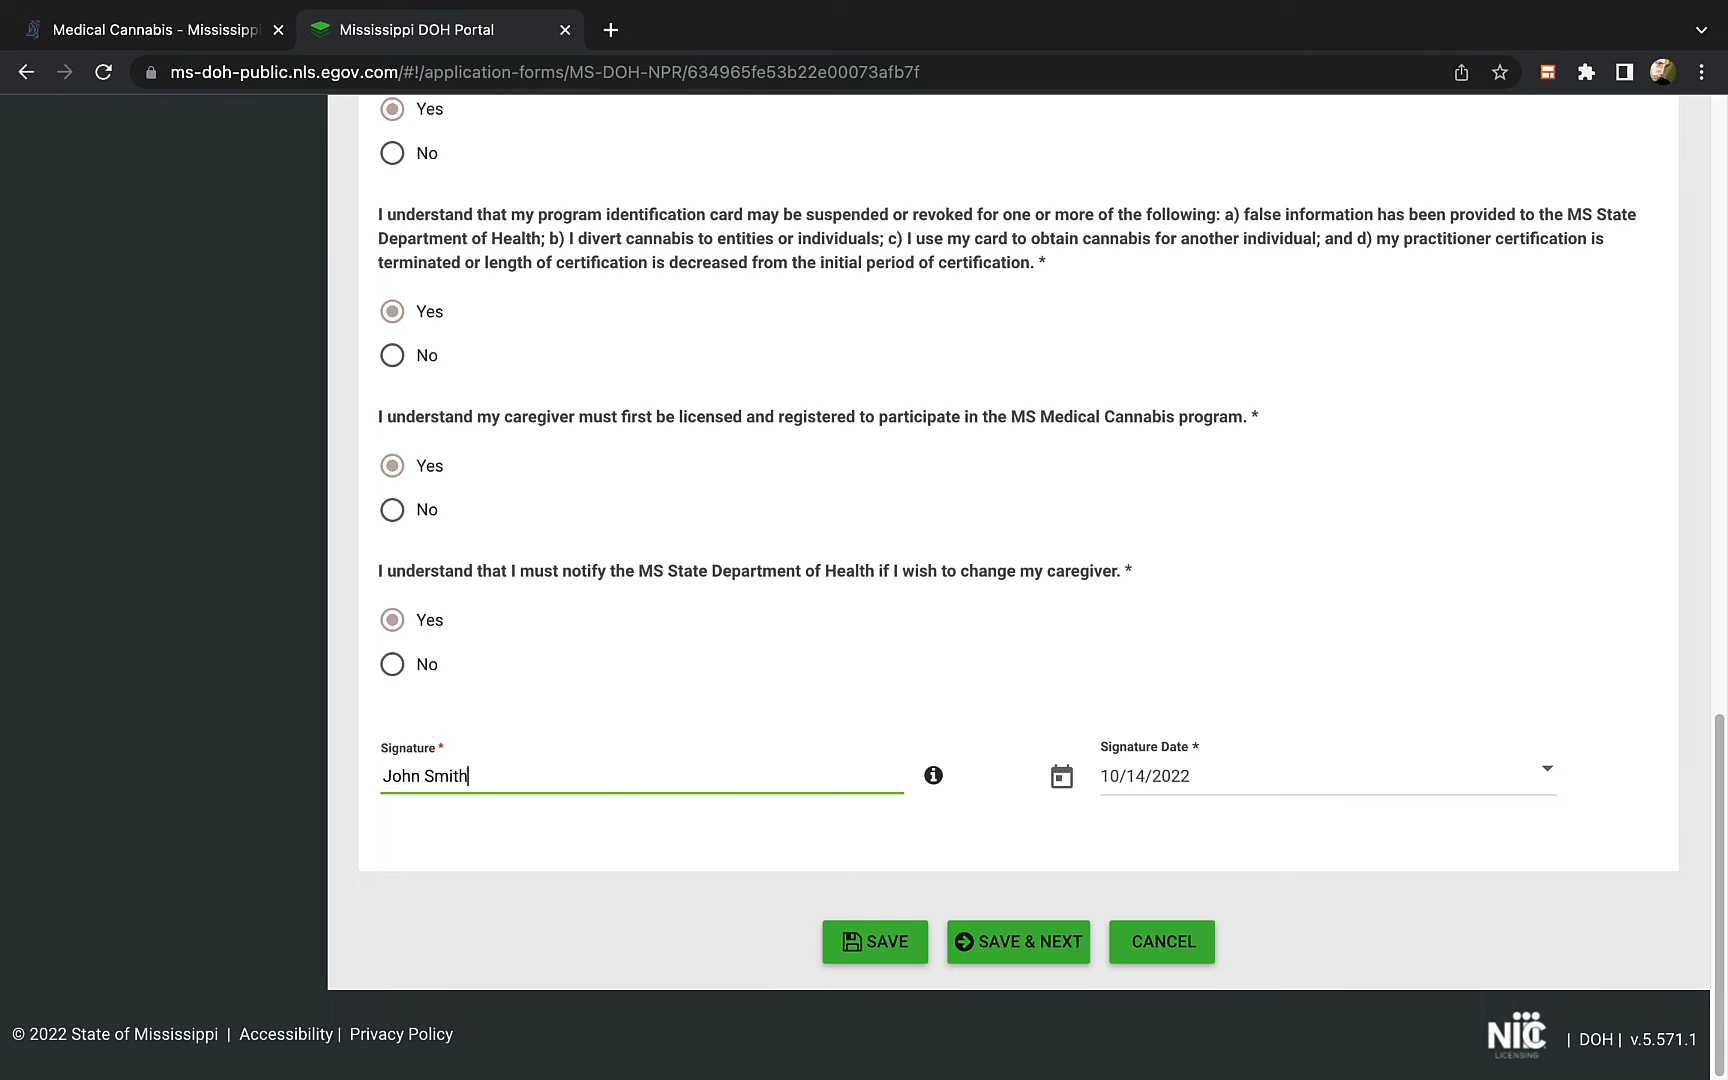 Medical Cannabis - Mississipp
Mississippi DOH Portal
ms-doh-public.nls.egov.com/#!/application-forms/MS-DOH-NPR/634965fe53b22e00073afb7f
Yes
No
I understand that my program identification card may be suspended or revoked for one or more of the following: a) false information has been provided to the MS State
Department of Health; b) I divert cannabis to entities or individuals; c) I use my card to obtain cannabis for another individual; and d) my practitioner certification is
terminated or length of certification is decreased from the initial period of certification. *
Yes
No
I understand my caregiver must first be licensed and registered to participate in the MS Medical Cannabis program. *
Yes
No
I understand that I must notify the MS State Department of Health if I wish to change my caregiver. *
Yes
No
Signature *
John Smith
Signature Date *
10/14/2022
SAVE
SAVE & NEXT
CANCEL
© 2022 State of Mississippi | Accessibility | Privacy Policy
NIC
LICENSING
| DOH | v.5.571.1